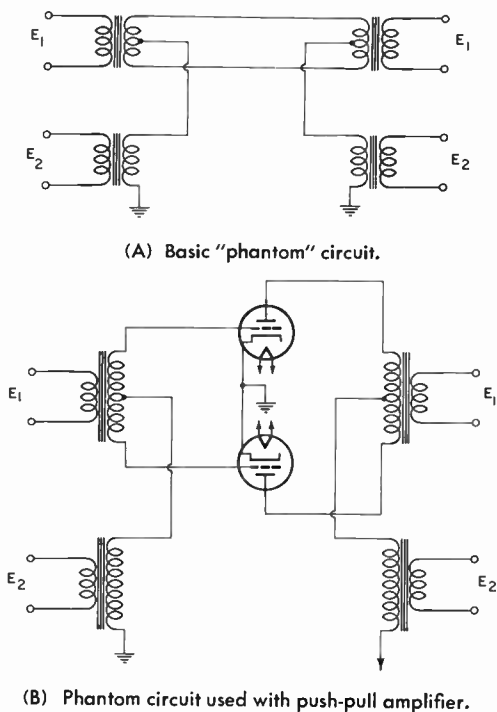 E1 E1
E2 E2
(A) Basic "phantom" circuit.
E1 E1
E2 E2
(B) Phantom circuit used with push-pull amplifier.